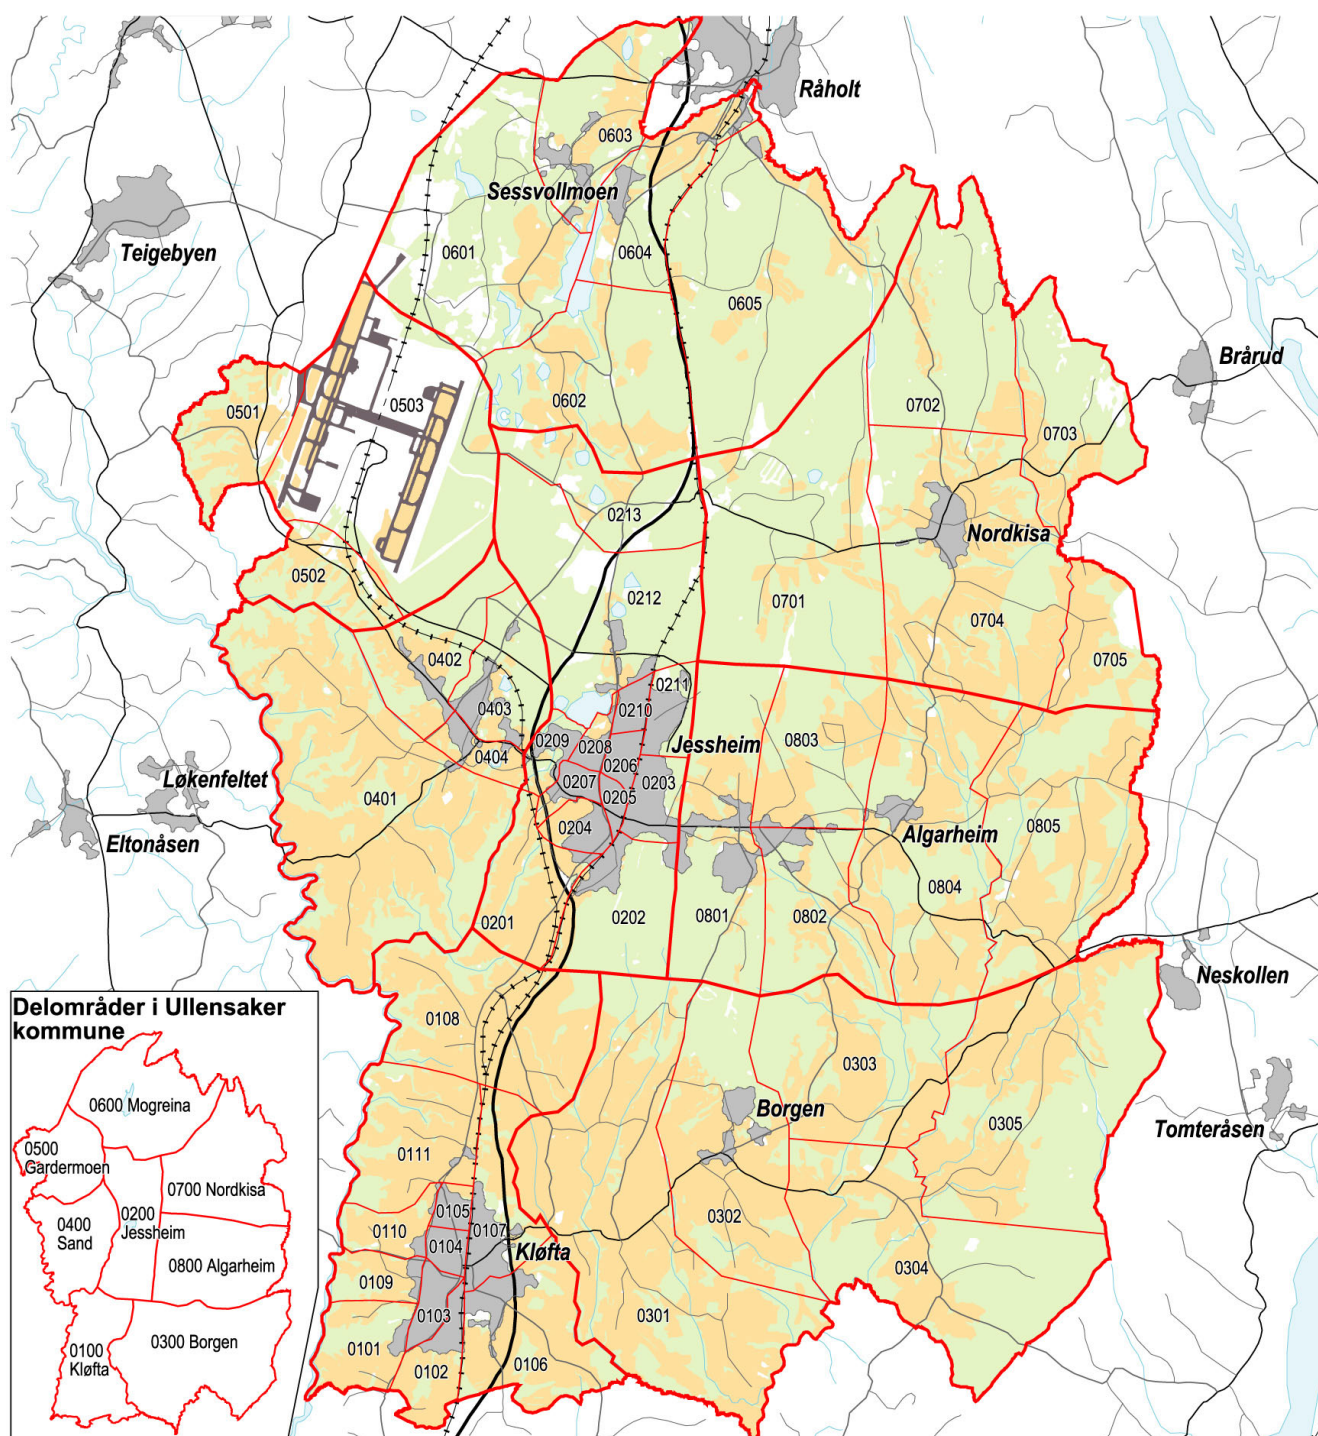 Råholt
0603
Sessvollmoen
Teigebyen
0601
0604
0605
Brårud
0503
0602
0702
0501
0703
0213
Nordkisa
0502
0212
0701
0704
0402
0705
0211
0403
0210
0209
0208
Jessheim
0803
0404
0206
Løkenfeltet
0207
0203
0401
0205
0204
Algarheim
0805
Eltonåsen
0804
0201
0202
0801
0802
Neskollen
Delområder i Ullensaker
kommune
0108
0303
0600 Mogreina
Borgen
0305
Tomteråsen
0500
Gardermoen
0111
0700 Nordkisa
0400
Sand
0200
Jessheim
0105
0302
0110
0107
0104
Kløfta
0800 Algarheim
0109
0304
0103
0301
0300 Borgen
0101
0100
Kløfta
0102
0106